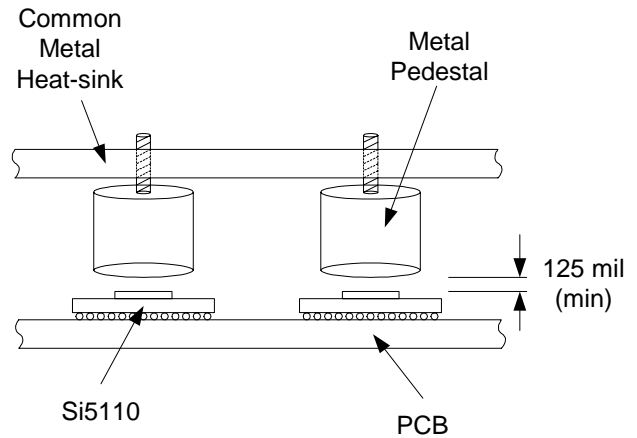 Common
Metal
Heat-sink
Metal
Pedestal
125 mil
(min)
Si5110
PCB